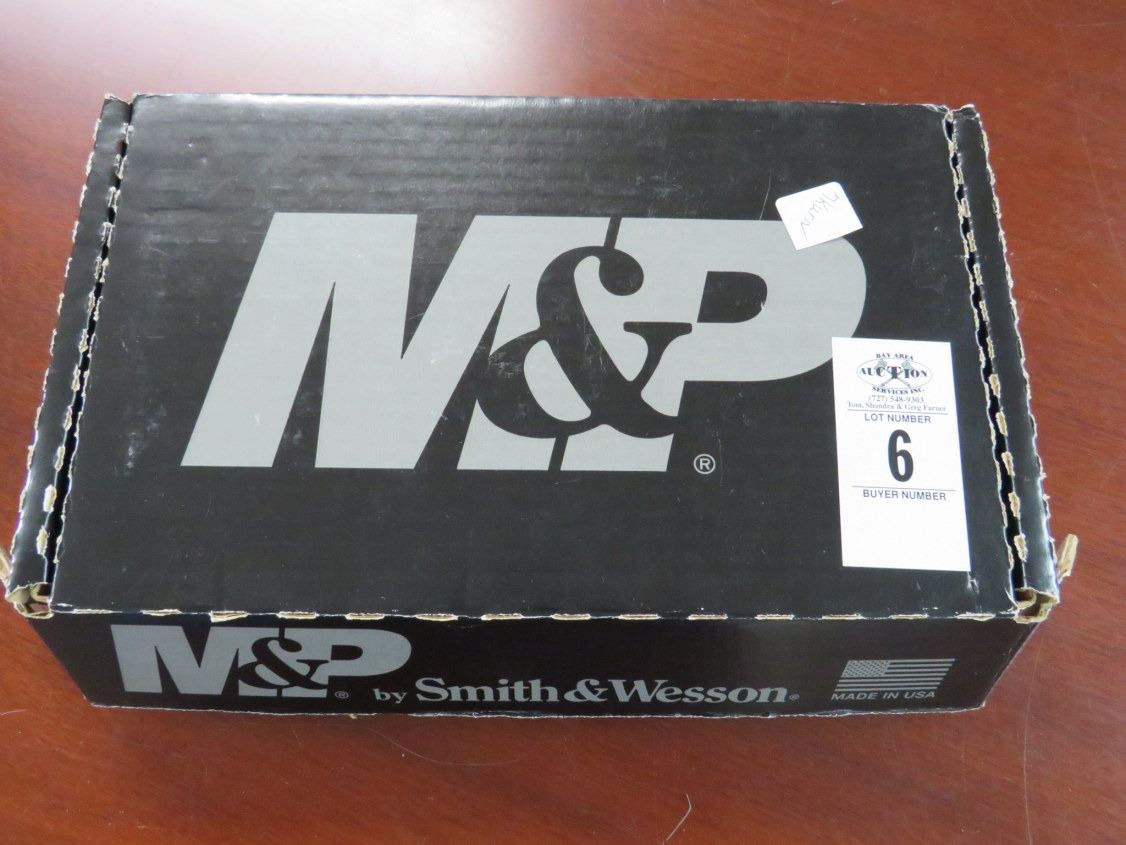 M&P®
BAY AREA
AUCTION
SERVICES INC.
(727) 548-9303
Tom, Shondra & Greg Farner
LOT NUMBER
6
BUYER NUMBER
M&P® by Smith & Wesson®
MADE IN USA